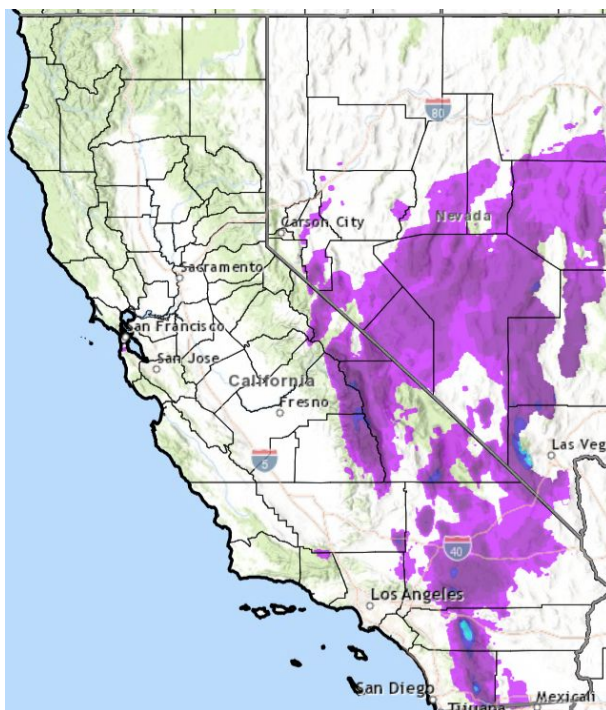 80
Carson City
Nevada
Sacramento
San Francisco
San Jose
California
Fresno
5
Las Veg
40
Los Angeles
San Diego
Tijuana
Mexicali